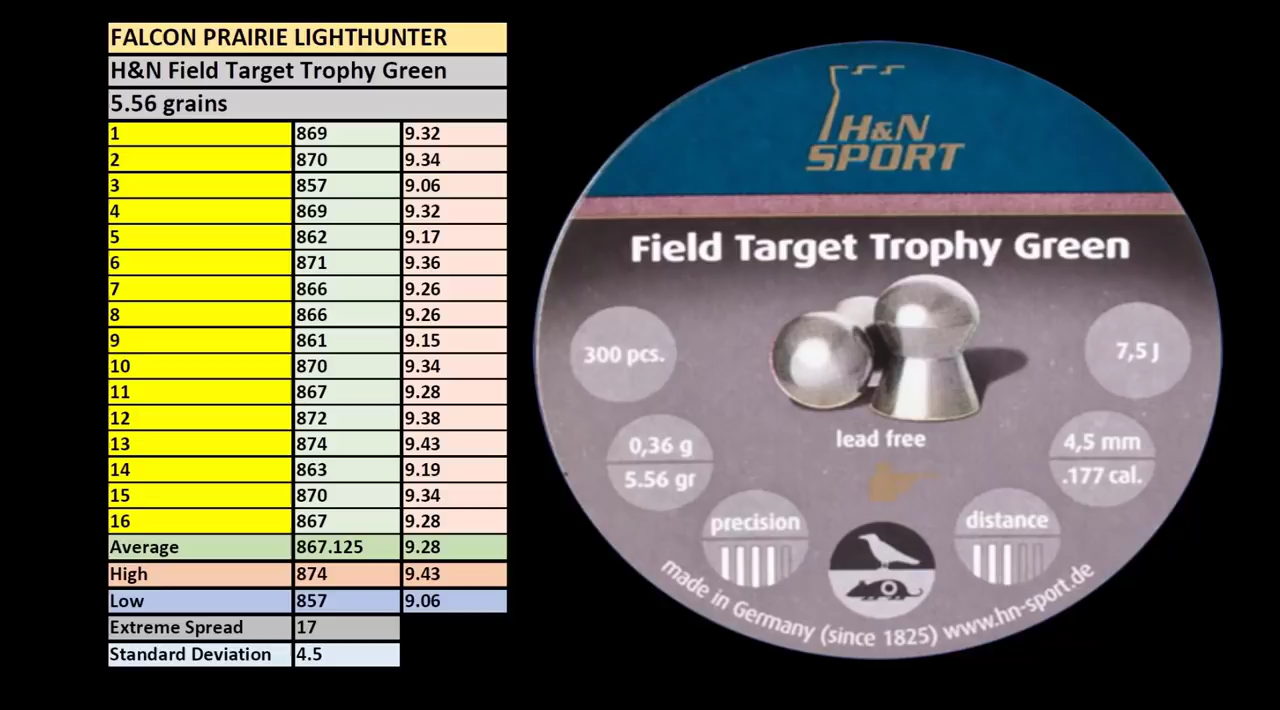 FALCON PRAIRIE LIGHTHUNTER
H&N Field Target Trophy Green
5.56 grains
1 869 9.32
2 870 9.34
3 857 9.06
4 869 9.32
5 862 9.17
6 871 9.36
7 866 9.26
8 866 9.26
9 861 9.15
10 870 9.34
11 867 9.28
12 872 9.38
13 874 9.43
14 863 9.19
15 870 9.34
16 867 9.28
Average 867.125 9.28
High 874 9.43
Low 857 9.06
Extreme Spread 17
Standard Deviation 4.5
H&N
SPORT
Field Target Trophy Green
300 pcs.
7,5 J
lead free
0,36 g
5.56 gr
4,5 mm
.177 cal.
precision
distance
made in Germany (since 1825) www.hn-sport.de